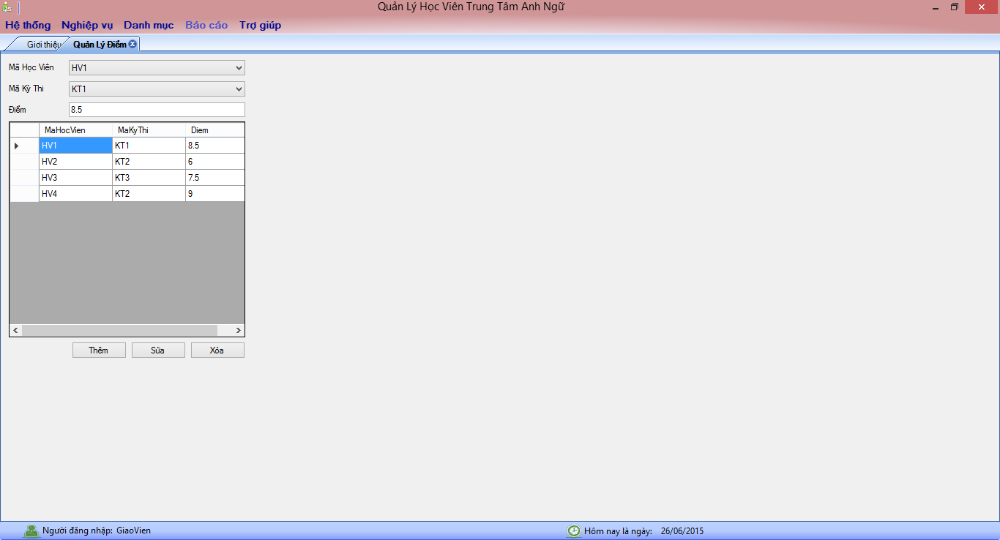 Quản Lý Học Viên Trung Tâm Anh Ngữ
Hệ thống Nghiệp vụ Danh mục Báo cáo Trợ giúp
Giới thiệu Quản Lý Điểm
Mã Học Viên HV1
Mã Kỳ Thi KT1
Điểm 8.5
MaHocVien MaKyThi Diem
HV1 KT1 8.5
HV2 KT2 6
HV3 KT3 7.5
HV4 KT2 9
Thêm Sửa Xóa
Người đăng nhập: GiaoVien Hôm nay là ngày: 26/06/2015